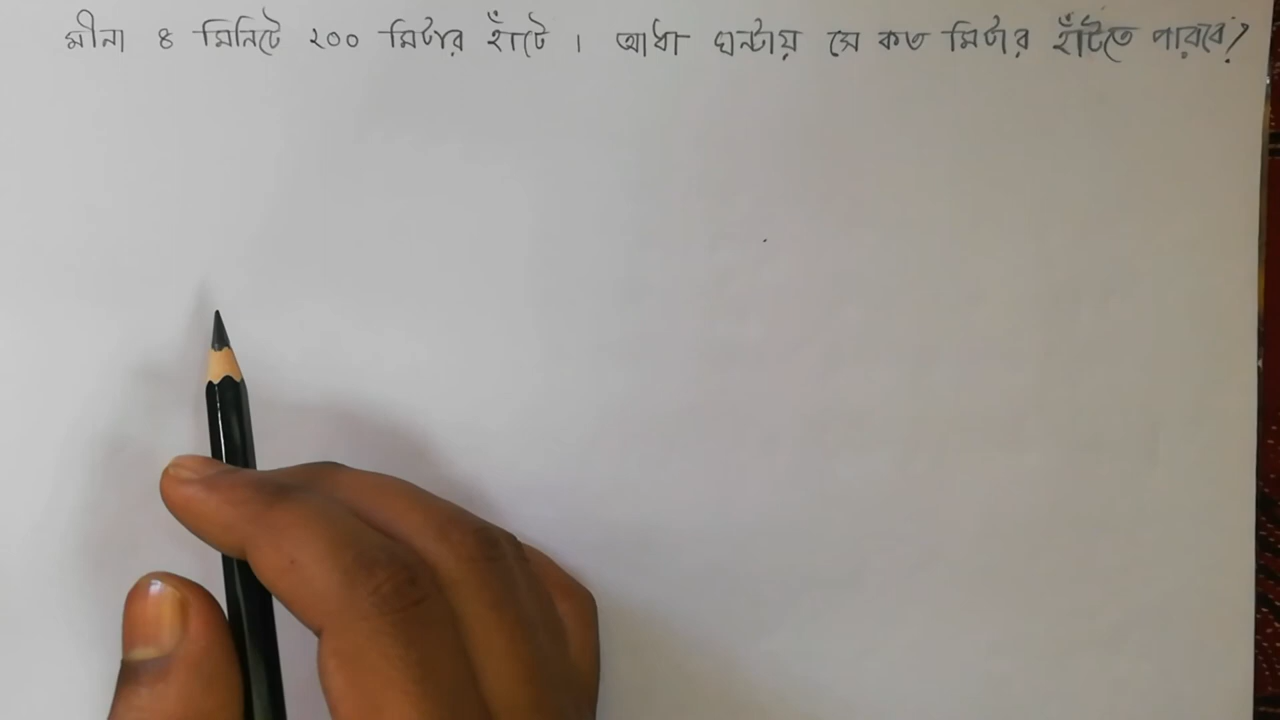 মীনা ৪ মিনিটে ২০০ মিটার হাঁটে । আধা ঘন্টায় সে কত মিটার হাঁটতে পারবে?